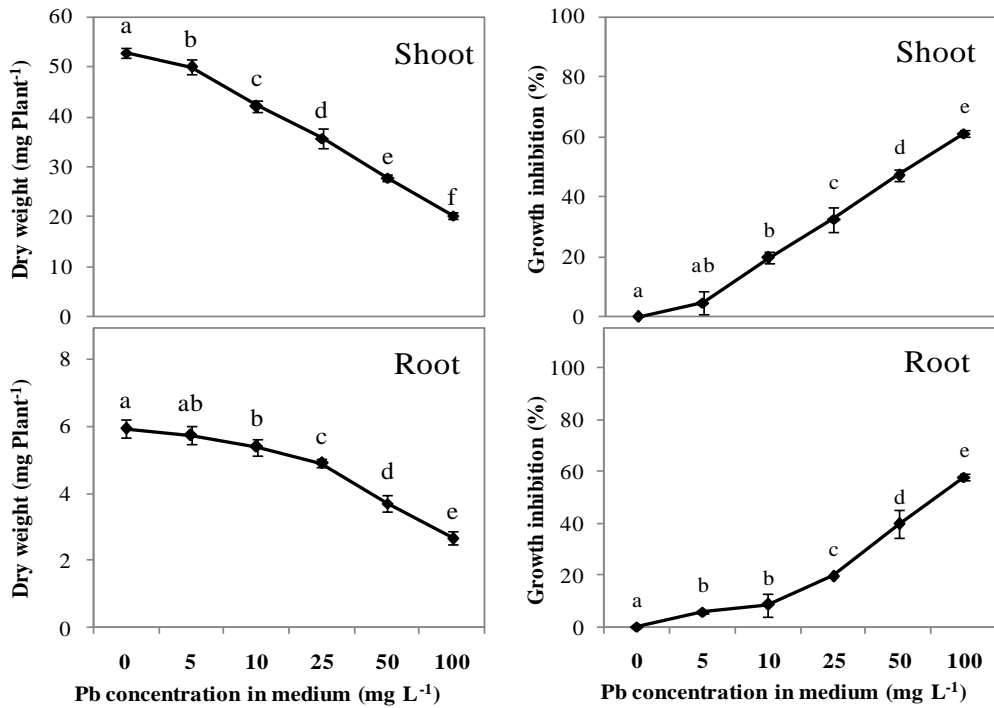 Dry weight (mg Plant⁻¹)
60
50
40
30
20
10
0
Shoot
a
b
c
d
e
f
Growth inhibition (%)
100
80
60
40
20
0
Shoot
a
ab
b
c
d
e
Dry weight (mg Plant⁻¹)
8
6
4
2
0
Root
a
ab
b
c
d
e
0 5 10 25 50 100
Pb concentration in medium (mg L⁻¹)
Growth inhibition (%)
100
80
60
40
20
0
Root
a
b
b
c
d
e
0 5 10 25 50 100
Pb concentration in medium (mg L⁻¹)